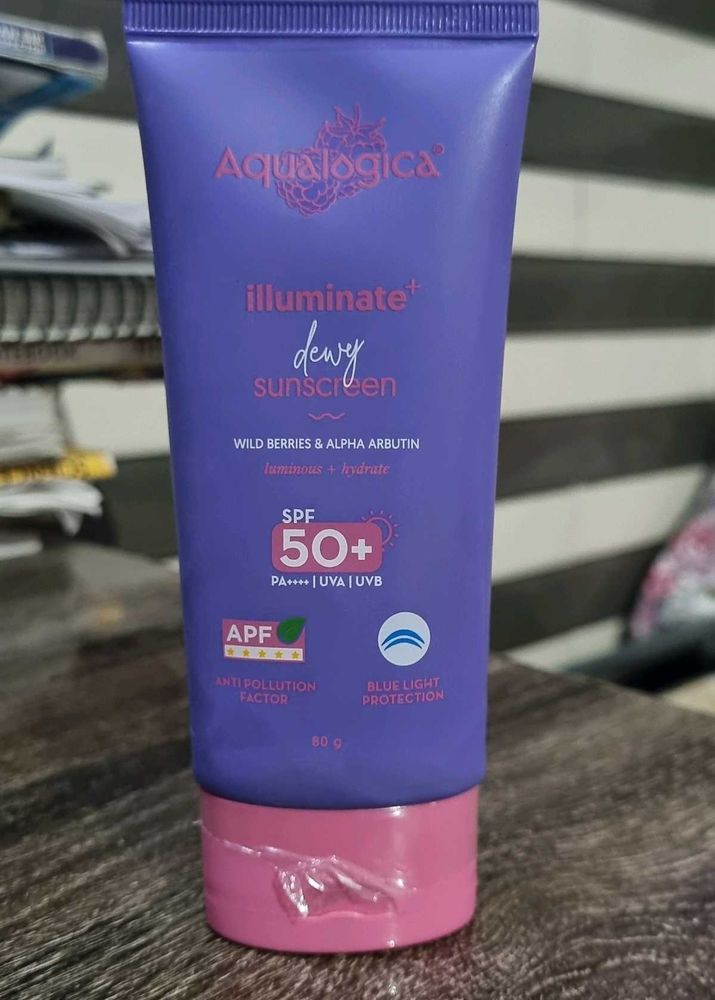 Aqualogica®
illuminate+
dewy
sunscreen
WILD BERRIES & ALPHA ARBUTIN
luminous + hydrate
SPF
50+
PA++++ | UVA | UVB
APF
ANTI POLLUTION
FACTOR
BLUE LIGHT
PROTECTION
80 g